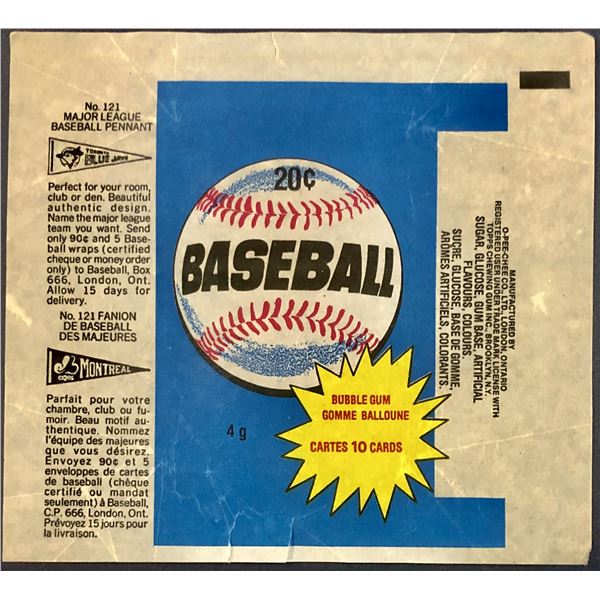 No. 121
MAJOR LEAGUE
BASEBALL PENNANT
TORONTO
BLUE JAYS
Perfect for your room,
club or den. Beautiful
authentic design.
Name the major league
team you want. Send
only 90¢ and 5 Base-
ball wraps (certified
cheque or money order
only) to Baseball, Box
666, London, Ont.
Allow 15 days for
delivery.
No. 121 FANION
DE BASEBALL
DES MAJEURES
expos
MONTREAL
Parfait pour votre
chambre, club ou fu-
moir. Beau motif au-
thentique. Nommez
l'équipe des majeures
que vous désirez.
Envoyez 90¢ et 5
enveloppes de cartes
de baseball (chèque
certifié ou mandat
seulement) à Baseball,
C.P. 666, London, Ont.
Prévoyez 15 jours pour
la livraison.
20¢
BASEBALL
4 g
BUBBLE GUM
GOMME BALLOUNE
CARTES 10 CARDS
MANUFACTURED BY
O-PEE-CHEE CO. LTD., LONDON, ONTARIO
REGISTERED USER UNDER TRADE MARK LICENSE WITH
TOPPS CHEWING GUM INC., BROOKLYN, N.Y.
SUGAR, GLUCOSE, GUM BASE, ARTIFICIAL
FLAVOURS, COLOURS.
SUCRE, GLUCOSE, BASE DE GOMME,
ARÔMES ARTIFICIELS, COLORANTS.